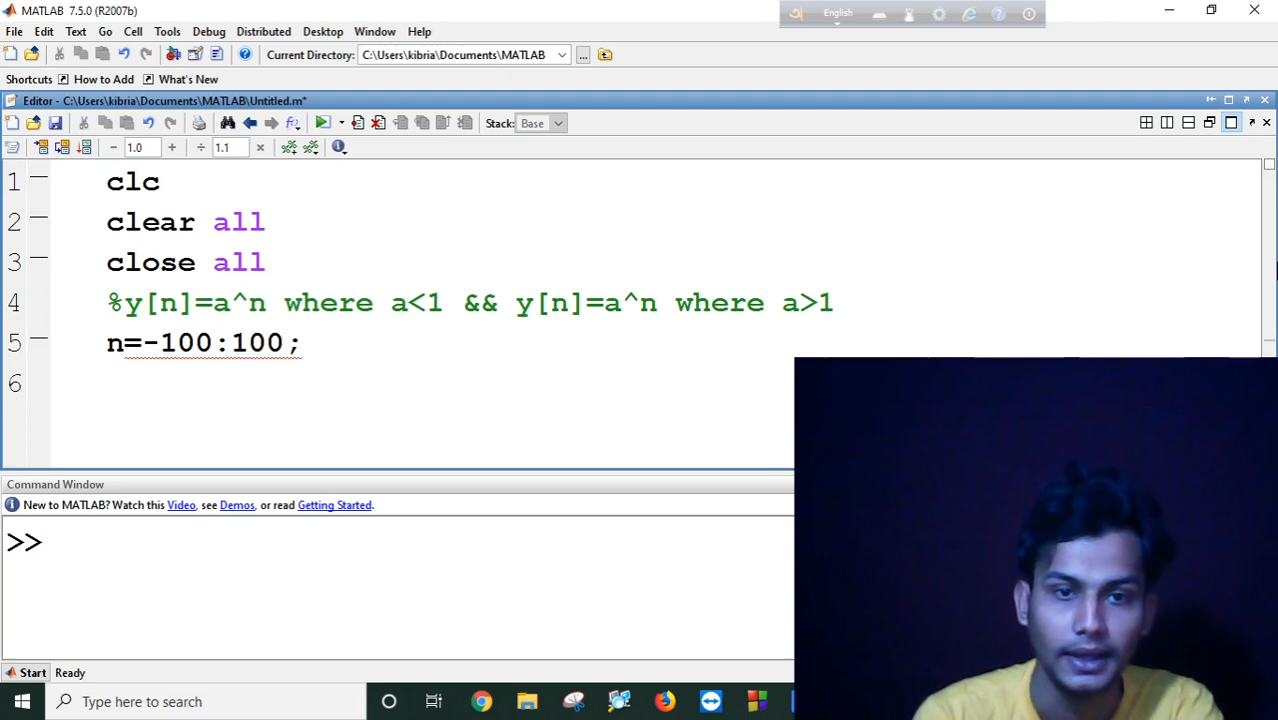 MATLAB 7.5.0 (R2007b)
English
File Edit Text Go Cell Tools Debug Distributed Desktop Window Help
Current Directory: C:\Users\kibria\Documents\MATLAB
Shortcuts How to Add What's New
Editor - C:\Users\kibria\Documents\MATLAB\Untitled.m*
Stack: Base
1.0 1.1
1 clc
2 clear all
3 close all
4 %y[n]=a^n where a<1 && y[n]=a^n where a>1
5 n=-100:100;
6
Command Window
New to MATLAB? Watch this Video, see Demos, or read Getting Started.
>>
Start Ready
Type here to search